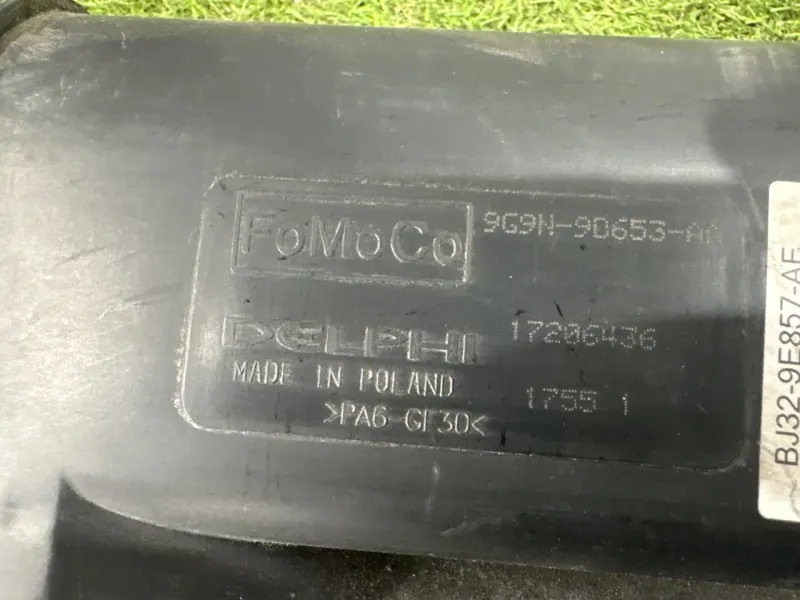 FoMoCo
9G9N-9D653-AA
DELPHI
17206436
MADE IN POLAND
1755 1
>PA6-GF30<
BJ32-9E857-AE